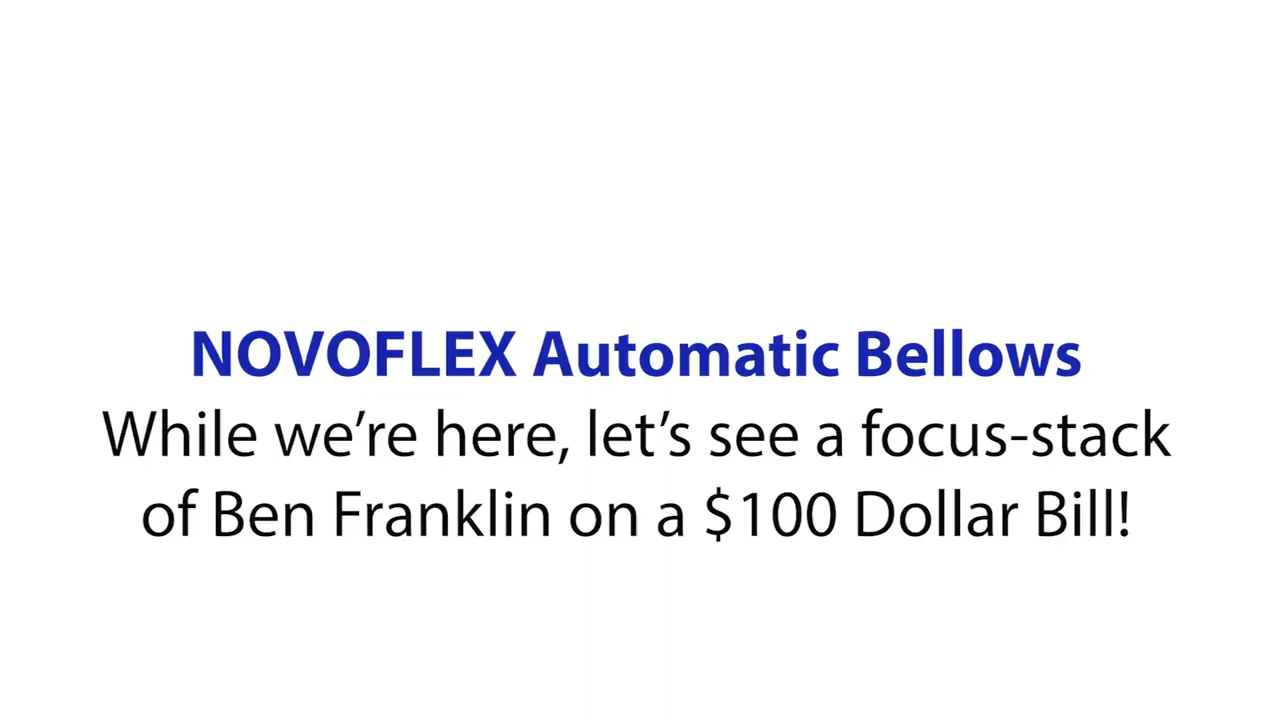 NOVOFLEX Automatic Bellows
While we’re here, let’s see a focus-stack
of Ben Franklin on a $100 Dollar Bill!